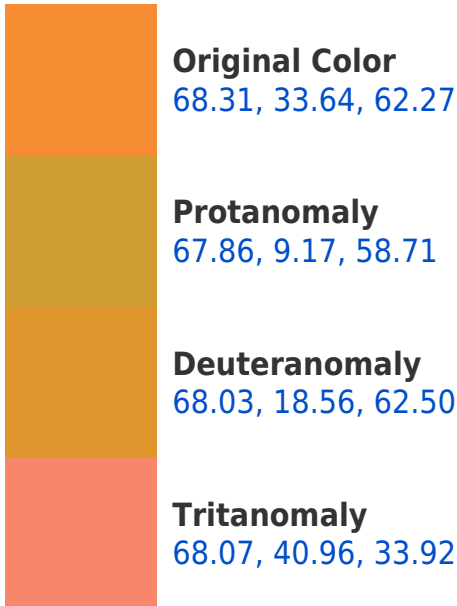 Original Color
68.31, 33.64, 62.27
Protanomaly
67.86, 9.17, 58.71
Deuteranomaly
68.03, 18.56, 62.50
Tritanomaly
68.07, 40.96, 33.92